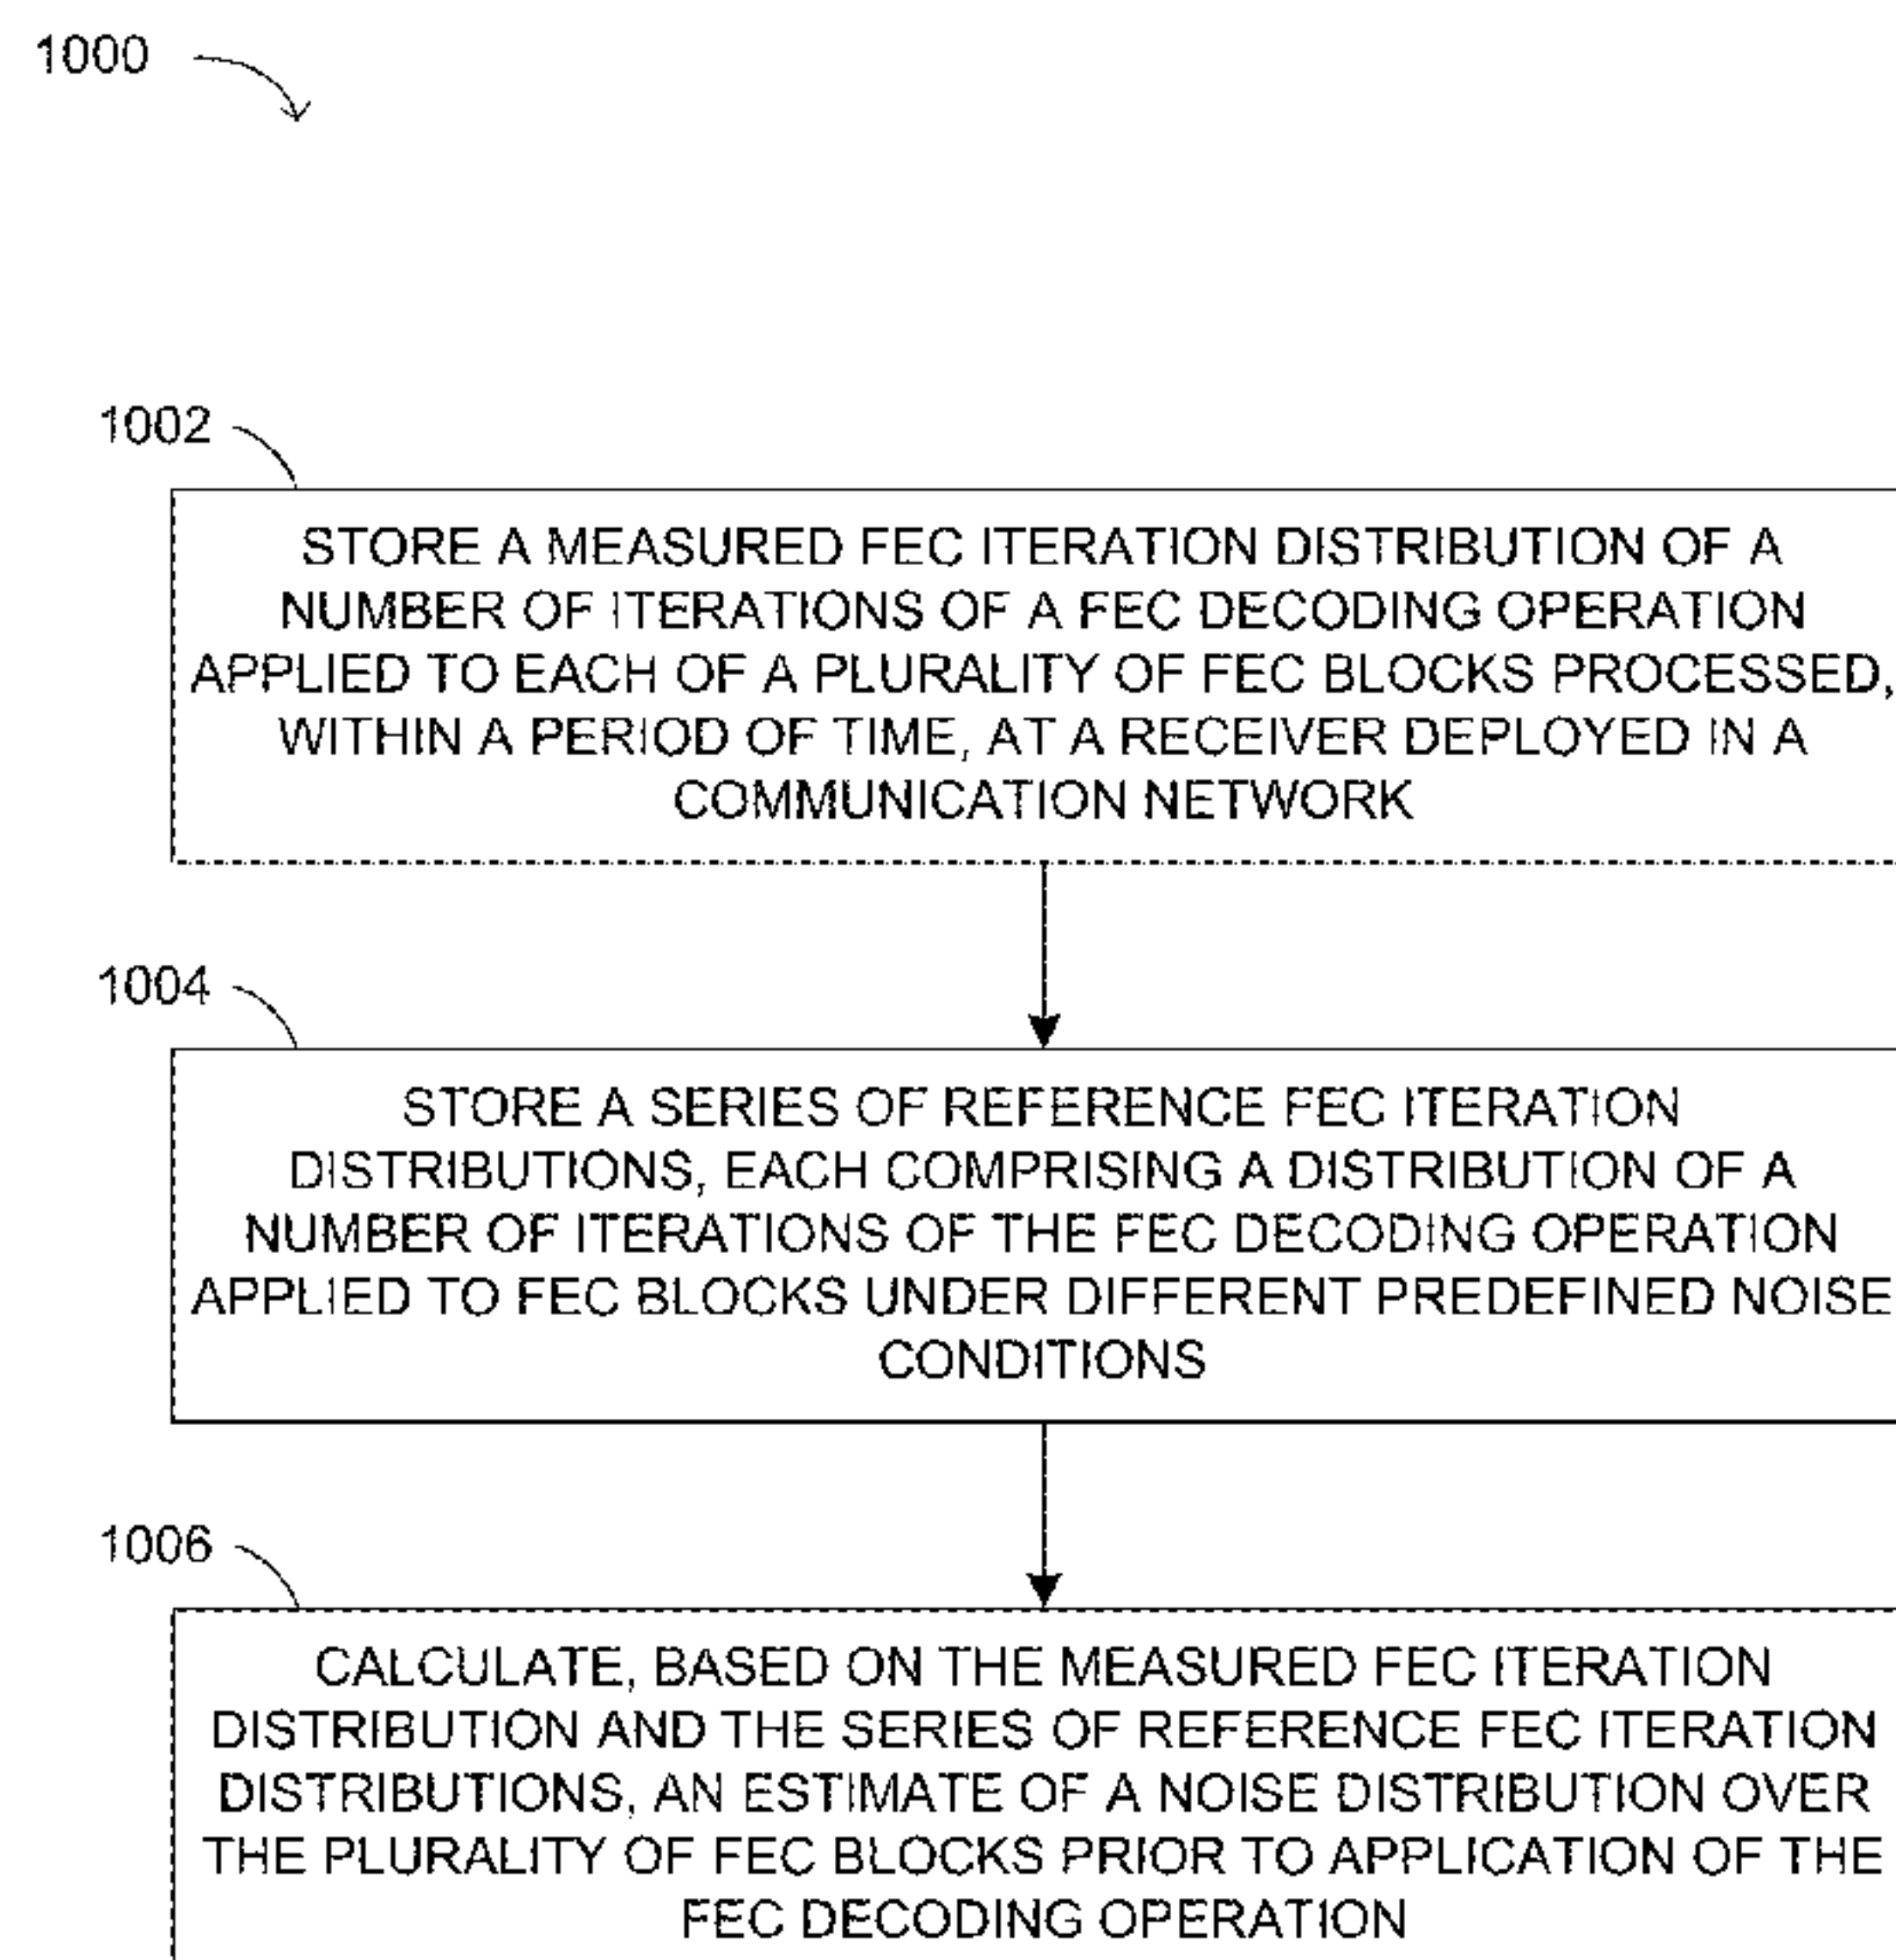 1000
1002
STORE A MEASURED FEC ITERATION DISTRIBUTION OF A
NUMBER OF ITERATIONS OF A FEC DECODING OPERATION
APPLIED TO EACH OF A PLURALITY OF FEC BLOCKS PROCESSED,
WITHIN A PERIOD OF TIME, AT A RECEIVER DEPLOYED IN A
COMMUNICATION NETWORK
1004
STORE A SERIES OF REFERENCE FEC ITERATION
DISTRIBUTIONS, EACH COMPRISING A DISTRIBUTION OF A
NUMBER OF ITERATIONS OF THE FEC DECODING OPERATION
APPLIED TO FEC BLOCKS UNDER DIFFERENT PREDEFINED NOISE
CONDITIONS
1006
CALCULATE, BASED ON THE MEASURED FEC ITERATION
DISTRIBUTION AND THE SERIES OF REFERENCE FEC ITERATION
DISTRIBUTIONS, AN ESTIMATE OF A NOISE DISTRIBUTION OVER
THE PLURALITY OF FEC BLOCKS PRIOR TO APPLICATION OF THE
FEC DECODING OPERATION